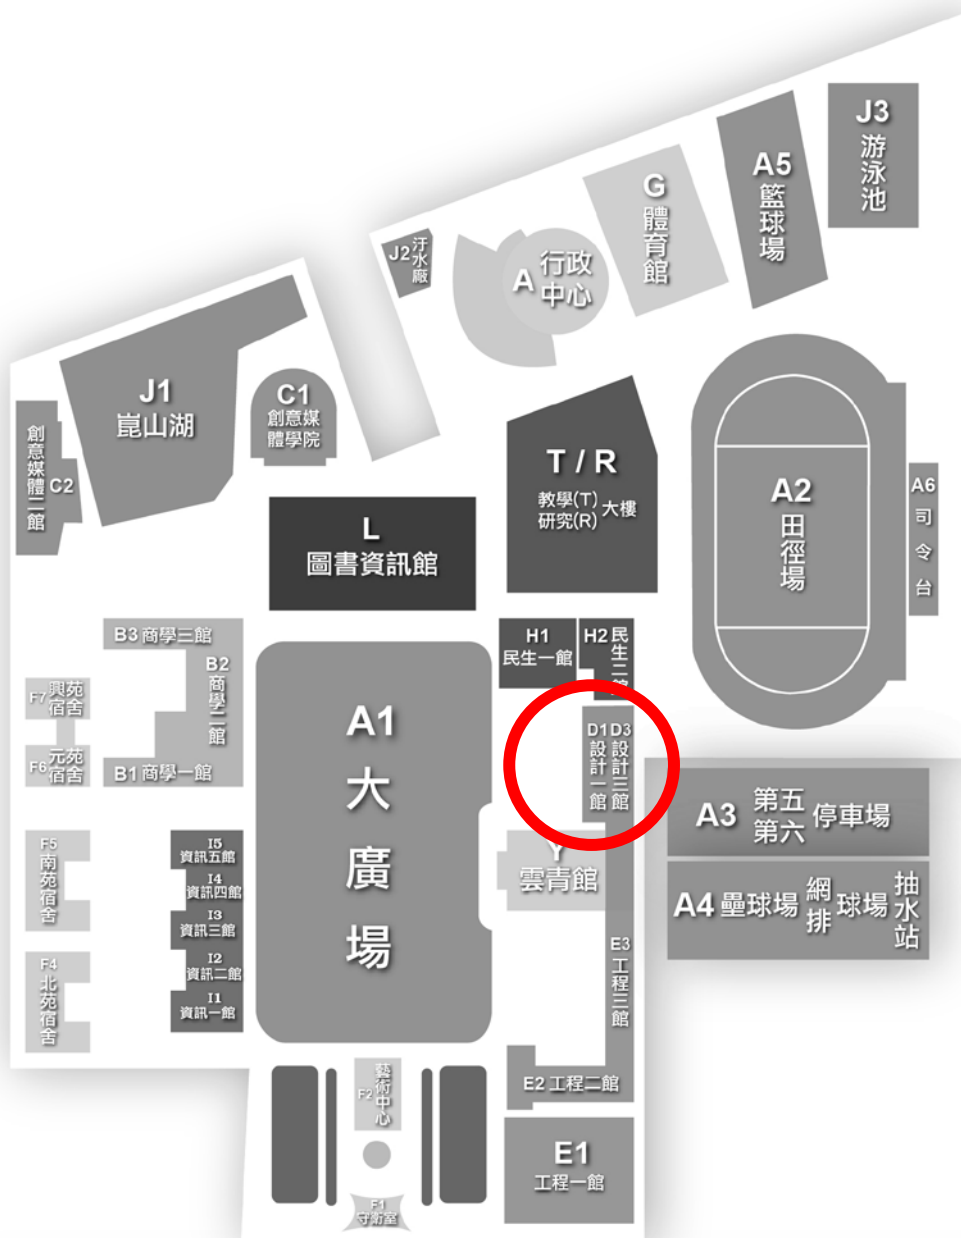 J3
游泳池
A5
籃球場
G
體育館
J2 汙水廠
A 行政中心
J1
崑山湖
C1
創意媒體學院
創意媒體二館
C2
T / R
教學(T)
研究(R) 大樓
A2
田徑場
A6
司令台
L
圖書資訊館
B3 商學三館
B2
商學二館
B1 商學一館
H1
民生一館
H2 民生二館
F7 興苑宿舍
F6 元苑宿舍
A1
大廣場
D1 設計一館
D3 設計三館
A3 第五第六 停車場
A4 壘球場 網排球場 抽水站
Y
雲青館
F5
南苑宿舍
I5
資訊五館
I4
資訊四館
I3
資訊三館
I2
資訊二館
I1
資訊一館
F4
北苑宿舍
E3
工程三館
E2 工程二館
F2 藝術中心
E1
工程一館
F1
守衛室